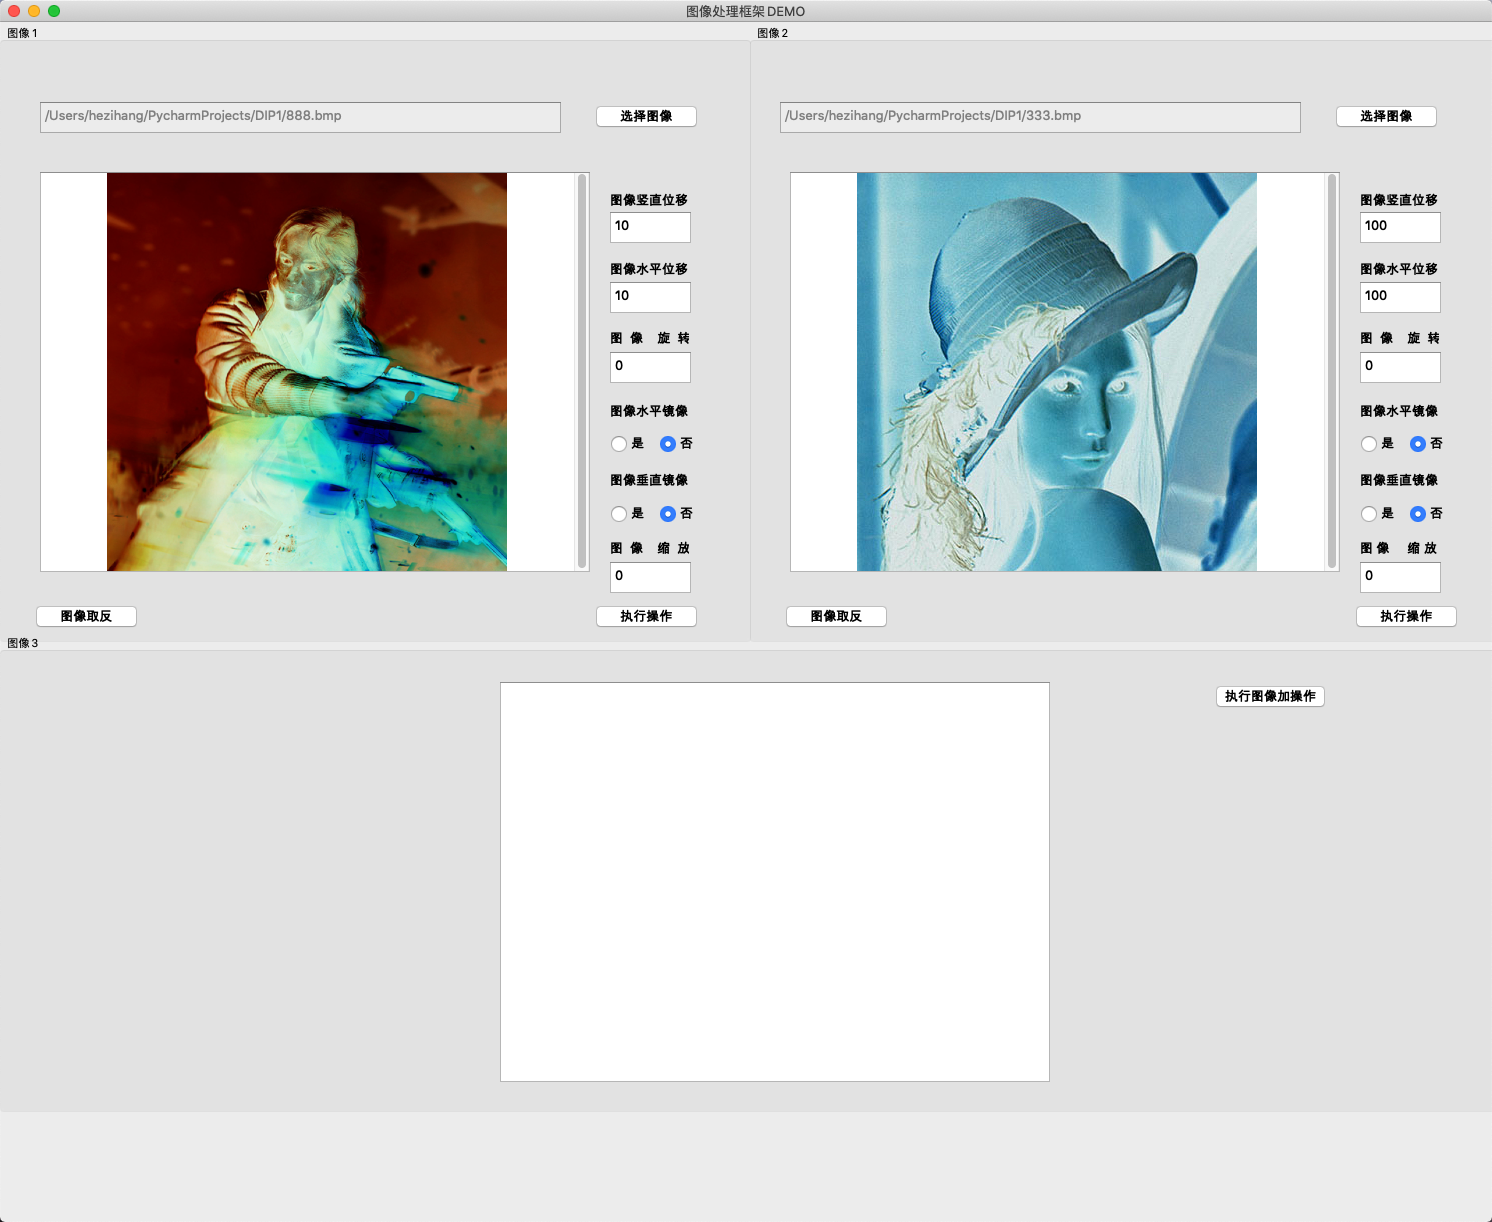 图像处理框架DEMO
图像1
/Users/hezihang/PycharmProjects/DIP1/888.bmp
选择图像
图像竖直位移
10
图像水平位移
10
图 像 旋 转
0
图像水平镜像
是 否
图像垂直镜像
是 否
图 像 缩 放
0
图像取反
执行操作
图像2
/Users/hezihang/PycharmProjects/DIP1/333.bmp
选择图像
图像竖直位移
100
图像水平位移
100
图 像 旋 转
0
图像水平镜像
是 否
图像垂直镜像
是 否
图像 缩放
0
图像取反
执行操作
图像3
执行图像加操作